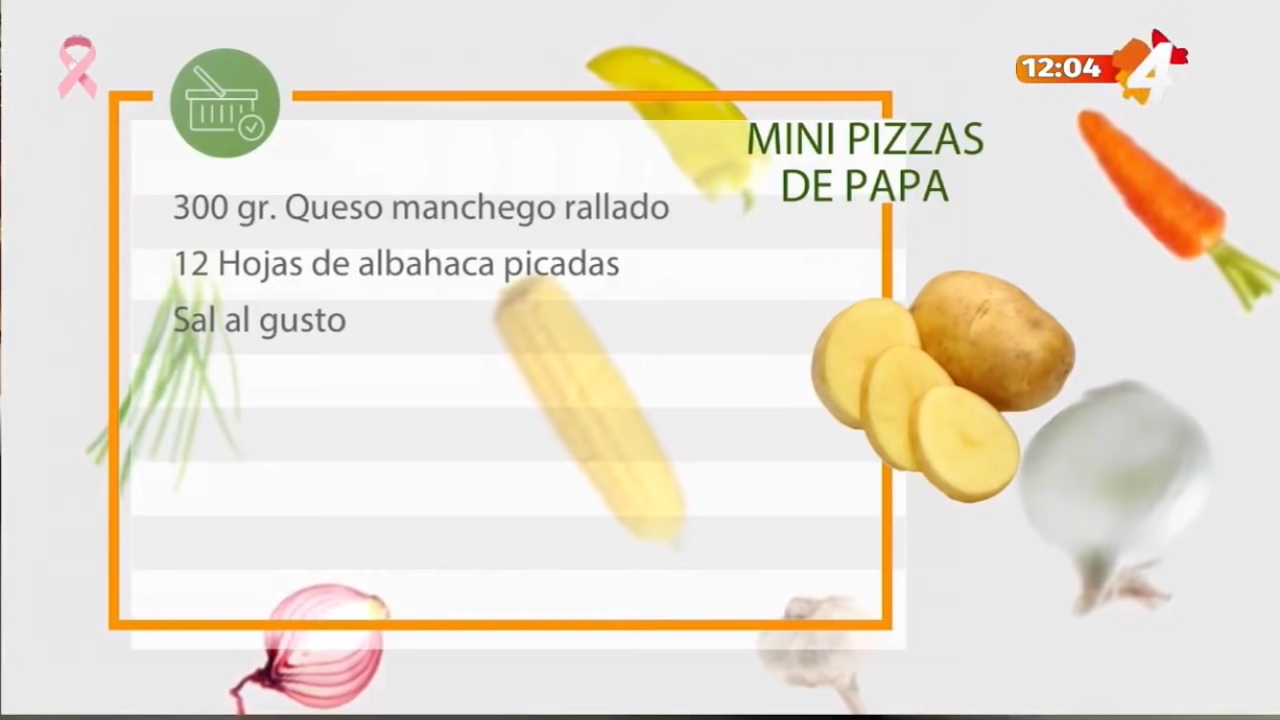 12:04
4
MINI PIZZAS
DE PAPA
300 gr. Queso manchego rallado
12 Hojas de albahaca picadas
Sal al gusto